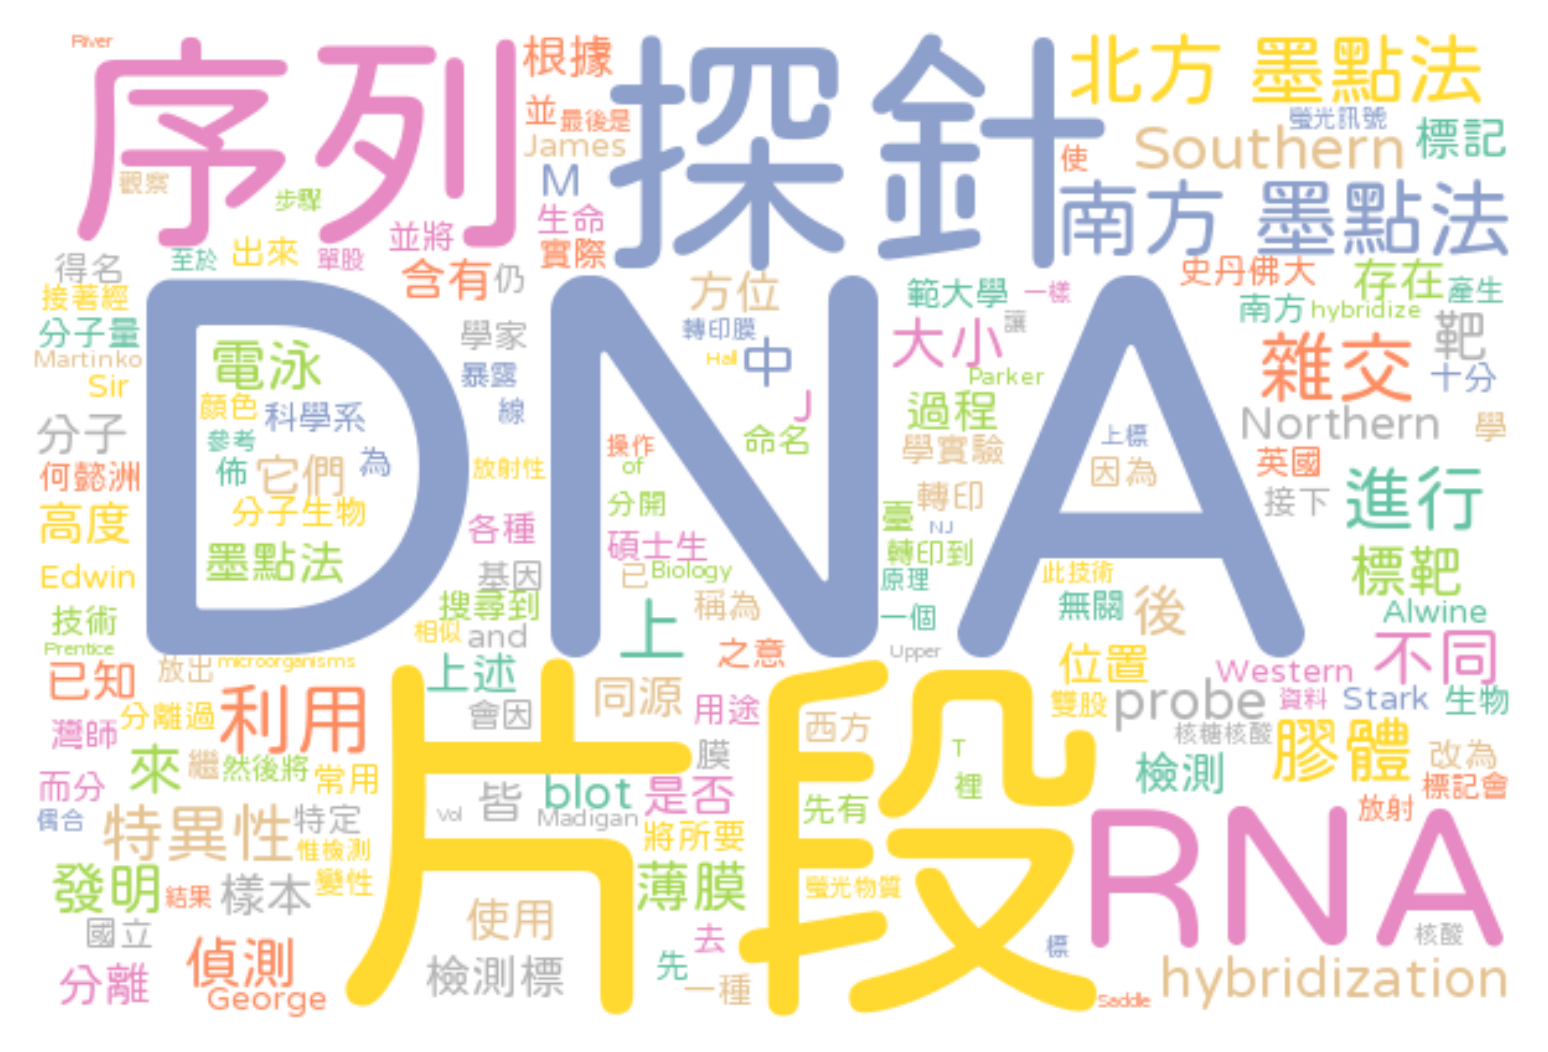 River
序列
探針
根據
北方 墨點法
並
最後是
螢光訊號
James
Southern
標記
使
觀察
M
步驟
生命
南方 墨點法
並將
實際
至於
出來
單股
得名
含有
仍
方位
範大學
一樣
史丹佛大
存在
產生
接著經
DNA
南方
hybridize
分子量
學家
轉印膜
大小
讓
靶
Martinko
電泳
Hall
中
雜交
Sir
暴露
Parker
十分
顏色
科學系
線
J
過程
Northern
學
分子
參考
命名
上標
操作
學實驗
何懿洲
佈
它們
為
放射性
of
因為
英國
高度
分子生物
分開
轉印
接下
進行
各種
臺
NJ
墨點法
碩士生
轉印到
標靶
Edwin
基因
已
Biology
原理
此技術
技術
搜尋到
稱為
一個
無關
後
Alwine
Prentice
相似
and
上
之意
Upper
不同
已知
放出
microorganisms
上述
片段
位置
Western
分離過
利用
會因
同源
用途
西方
雙股
probe
資料
Stark
生物
灣師
膜
核糖核酸
來
繼
然後將
常用
T
膠體
改為
而分
皆
blot
是否
裡
檢測
標記會
偶合
特異性
特定
Vol
Madigan
先有
放射
惟檢測
將所要
RNA
發明
結果
樣本
變性
薄膜
螢光物質
國立
使用
去
標
核酸
分離
偵測
檢測標
先
George
一種
Saddle
hybridization